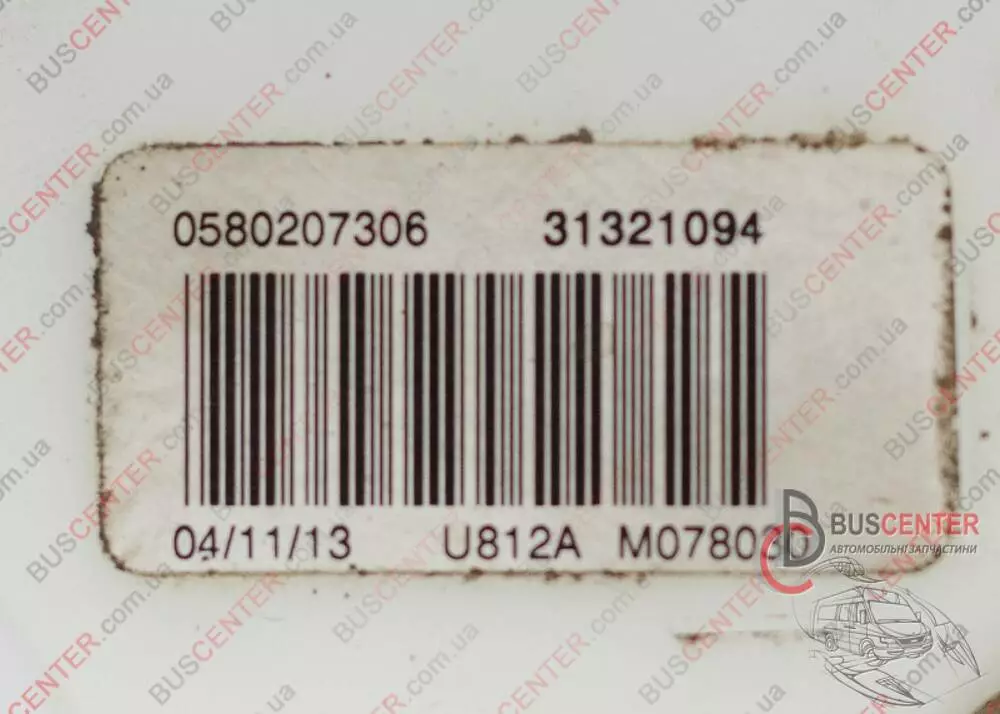 0580207306 31321094
04/11/13 U812A
BUSCENTER
АВТОМОБІЛЬНІ ЗАПЧАСТИНИ
BUSCENTER.com.ua